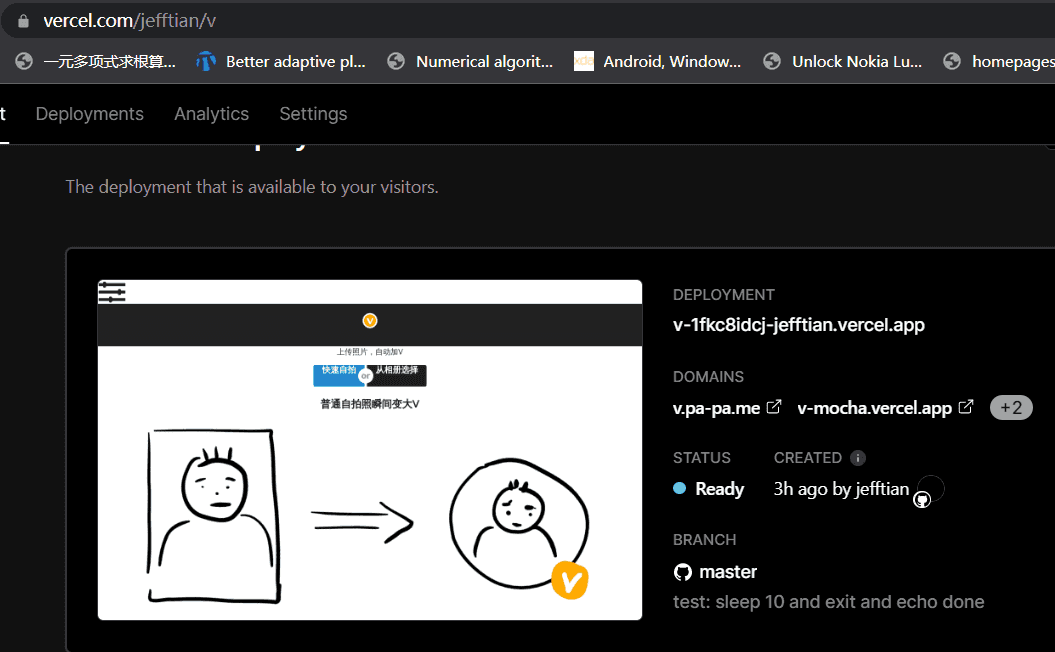 vercel.com/jefftian/v
一元多项式求根算... Better adaptive pl... Numerical algorit... Android, Window... Unlock Nokia Lu... homepages
t Deployments Analytics Settings
The deployment that is available to your visitors.
上传照片，自动加V
快速自拍 or 从相册选择
普通自拍照瞬间变大V
V
DEPLOYMENT
v-1fkc8idcj-jefftian.vercel.app
DOMAINS
v.pa-pa.me v-mocha.vercel.app +2
STATUS CREATED
Ready 3h ago by jefftian
BRANCH
master
test: sleep 10 and exit and echo done